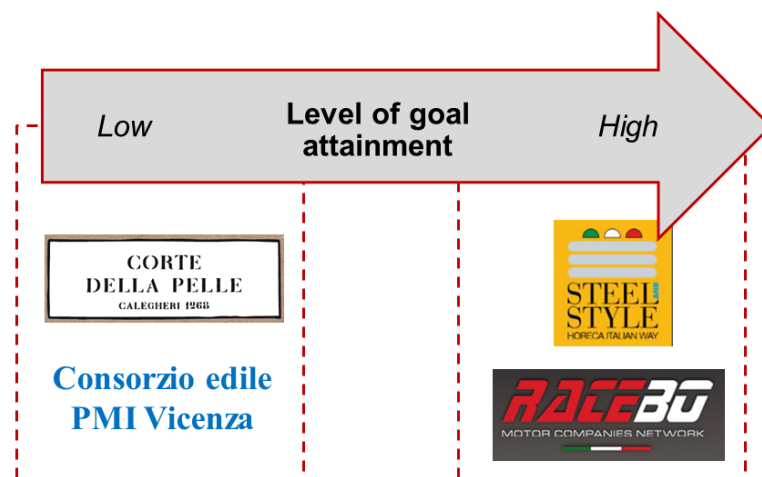 Low
Level of goal
attainment
High
CORTE
DELLA PELLE
CALEGHERI 1268
Consorzio edile
PMI Vicenza
STEEL AND
STYLE
HORECA ITALIAN WAY
RACEBO
MOTOR COMPANIES NETWORK